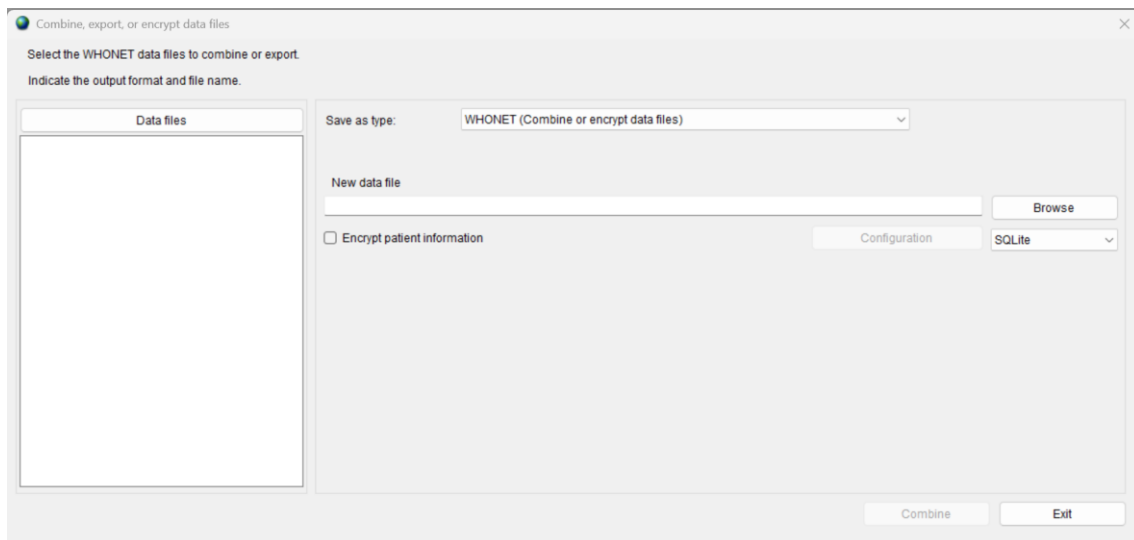 Combine, export, or encrypt data files
Select the WHONET data files to combine or export.
Indicate the output format and file name.
Data files
Save as type: WHONET (Combine or encrypt data files)
New data file
Browse
Encrypt patient information Configuration SQLite
Combine Exit